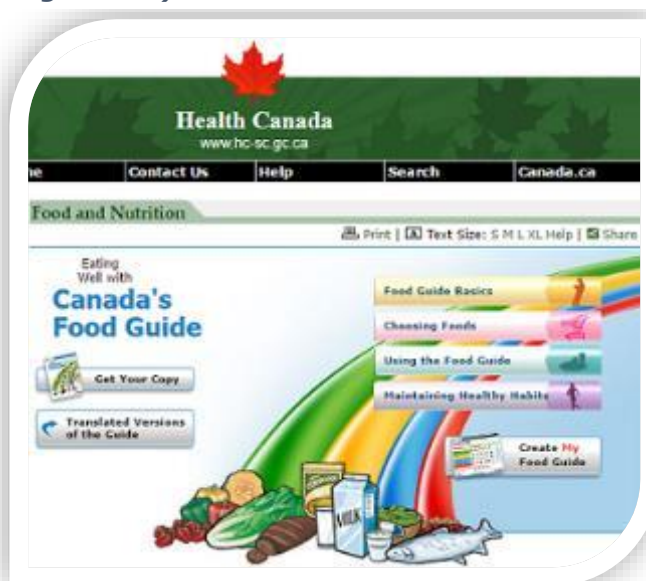 Health Canada
www.hc-sc.gc.ca
Contact Us Help Search Canada.ca
Food and Nutrition
Print | Text Size: S M L XL Help | Share
Eating
Well with
Canada's
Food Guide
Get Your Copy
Translated Versions
of the Guide
Food Guide Basics
Choosing Foods
Using the Food Guide
Maintaining Healthy Habits
Create My
Food Guide
MILK